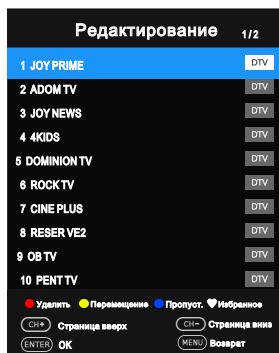 Редактирование 1/2
1 JOY PRIME DTV
2 ADOM TV DTV
3 JOY NEWS DTV
4 4KIDS DTV
5 DOMINION TV DTV
6 ROCK TV DTV
7 CINE PLUS DTV
8 RESER VE2 DTV
9 OB TV DTV
10 PENT TV DTV
Удалить Перемещение Пропуст. Избранное
CH+ Страница вверх CH- Страница вниз
ENTER OK MENU Возврат